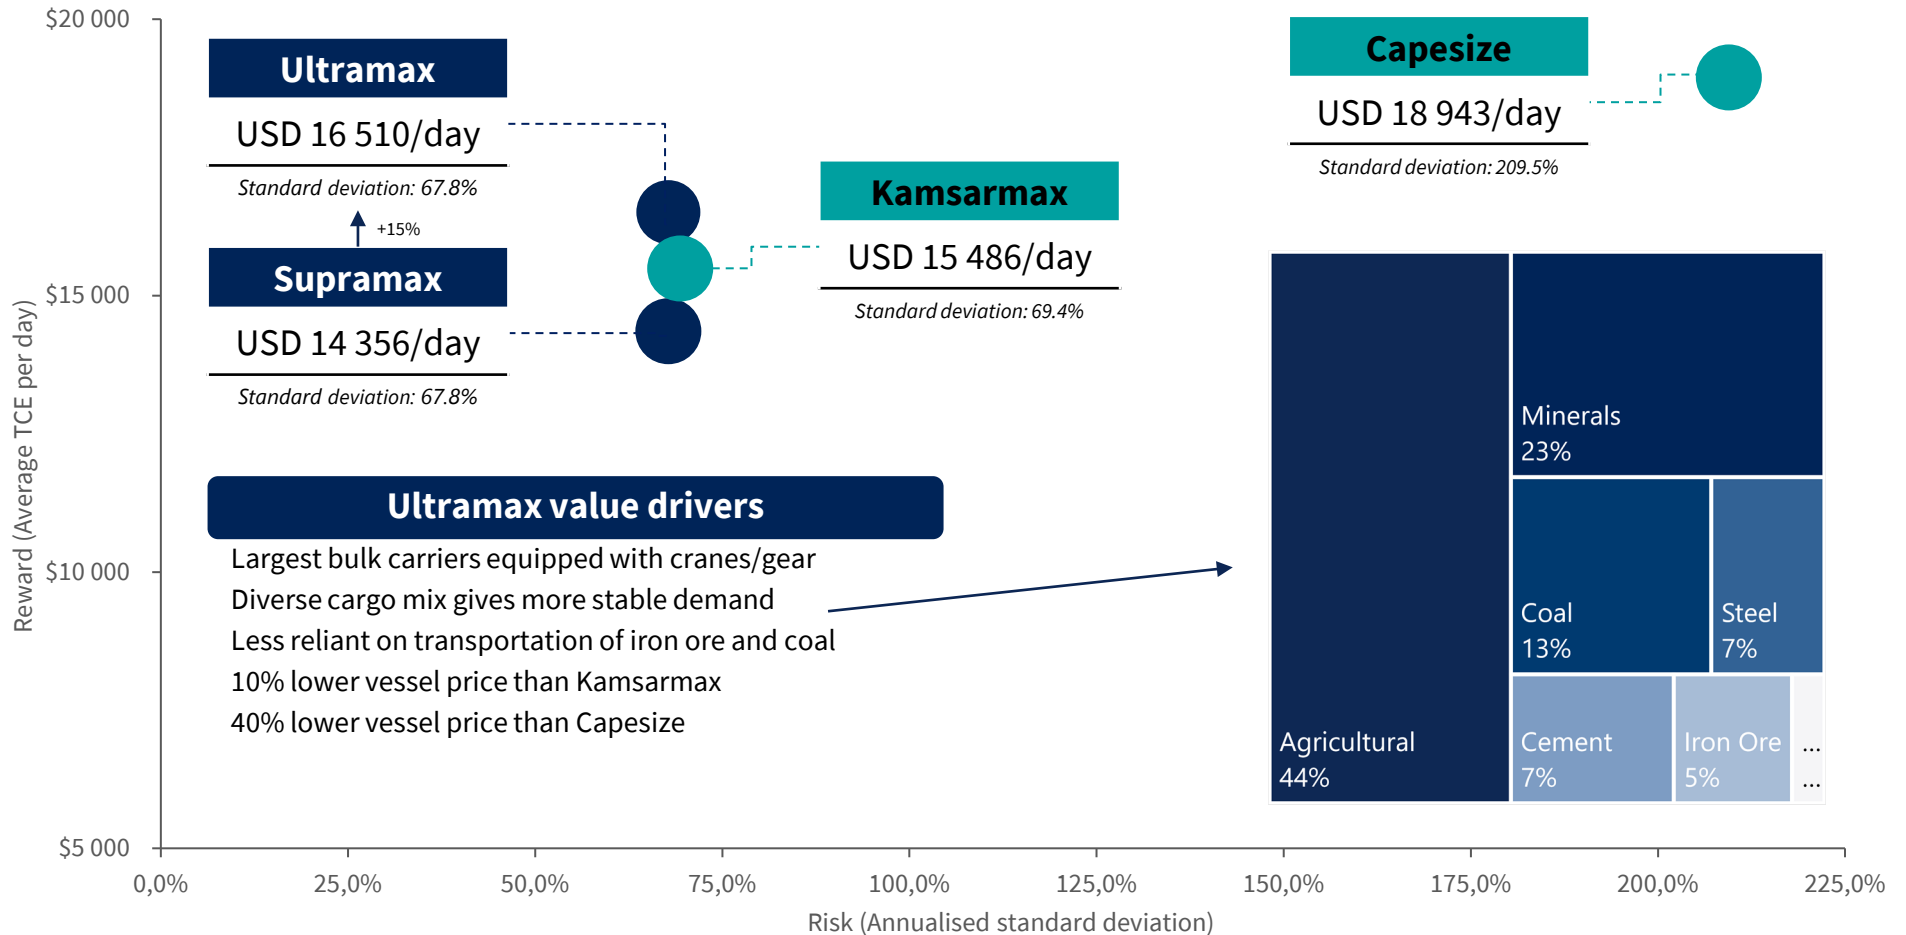 Reward (Average TCE per day)
$20 000
$15 000
$10 000
$5 000
Ultramax
USD 16 510/day
Standard deviation: 67.8%
+15%
Supramax
USD 14 356/day
Standard deviation: 67.8%
Kamsarmax
USD 15 486/day
Standard deviation: 69.4%
Capesize
USD 18 943/day
Standard deviation: 209.5%
Ultramax value drivers
Largest bulk carriers equipped with cranes/gear
Diverse cargo mix gives more stable demand
Less reliant on transportation of iron ore and coal
10% lower vessel price than Kamsarmax
40% lower vessel price than Capesize
Agricultural
44%
Minerals
23%
Coal
13%
Steel
7%
Cement
7%
Iron Ore
5%
...
...
0,0%
25,0%
50,0%
75,0%
100,0%
125,0%
150,0%
175,0%
200,0%
225,0%
Risk (Annualised standard deviation)